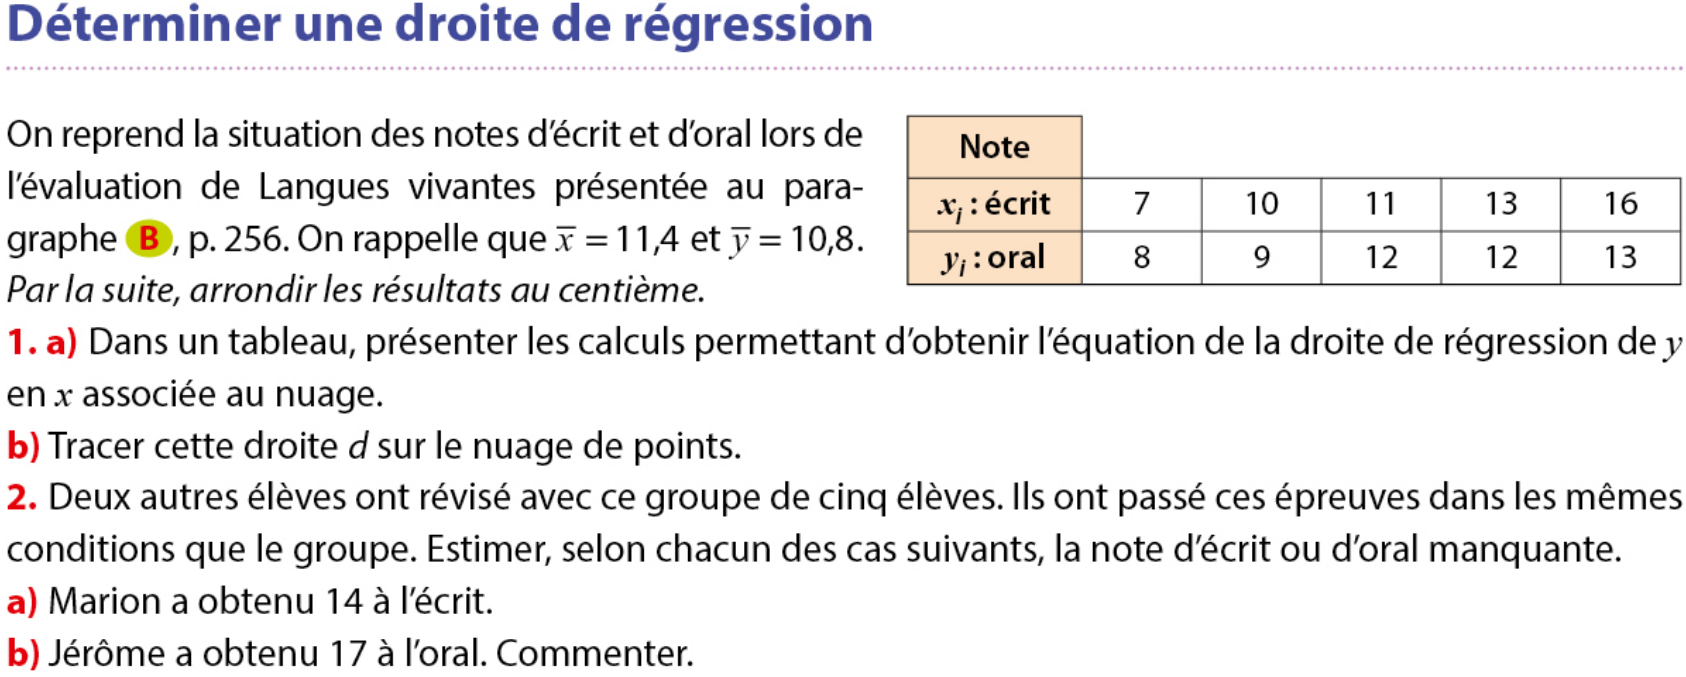 Déterminer une droite de régression
On reprend la situation des notes d'écrit et d'oral lors de
l'évaluation de Langues vivantes présentée au para-
graphe B, p. 256. On rappelle que x̅ = 11,4 et y̅ = 10,8.
Par la suite, arrondir les résultats au centième.
Note
xᵢ : écrit 7 10 11 13 16
yᵢ : oral 8 9 12 12 13
1. a) Dans un tableau, présenter les calculs permettant d'obtenir l'équation de la droite de régression de y
en x associée au nuage.
b) Tracer cette droite d sur le nuage de points.
2. Deux autres élèves ont révisé avec ce groupe de cinq élèves. Ils ont passé ces épreuves dans les mêmes
conditions que le groupe. Estimer, selon chacun des cas suivants, la note d'écrit ou d'oral manquante.
a) Marion a obtenu 14 à l'écrit.
b) Jérôme a obtenu 17 à l'oral. Commenter.